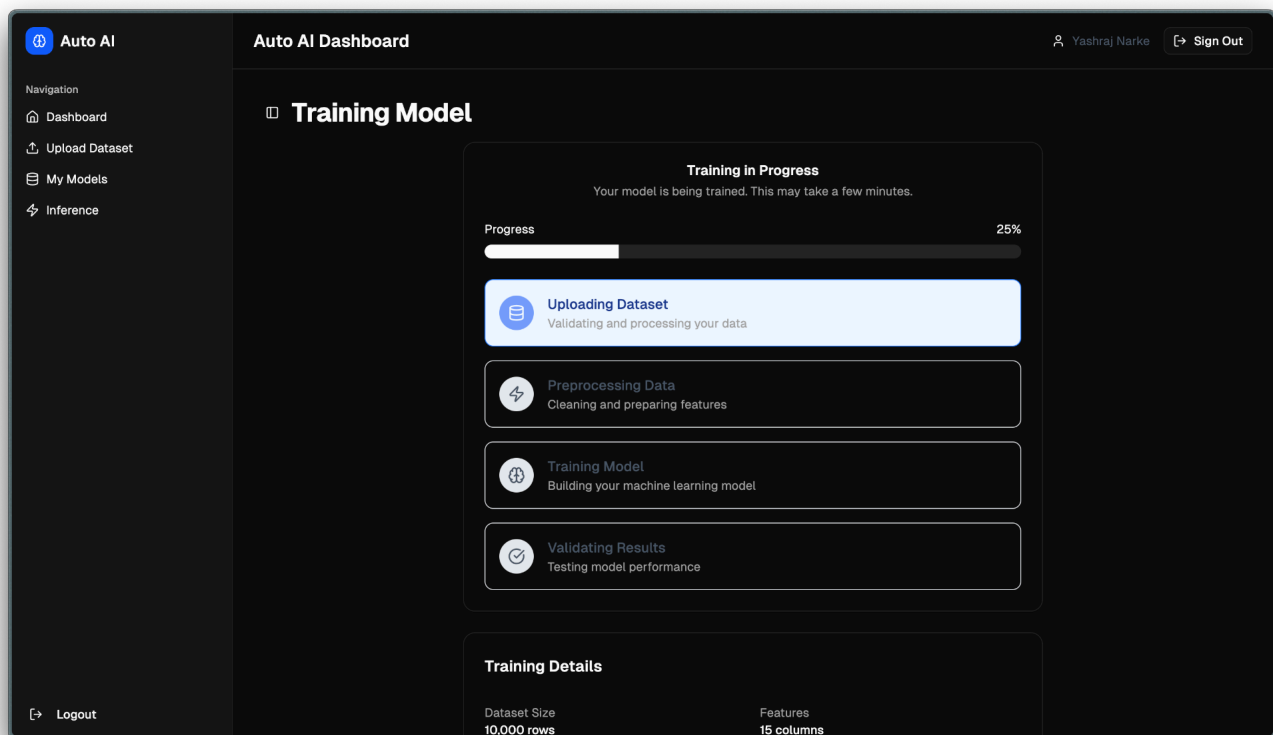 Auto AI
Navigation
Dashboard
Upload Dataset
My Models
Inference
Logout
Auto AI Dashboard
Yashraj Narke
Sign Out
Training Model
Training in Progress
Your model is being trained. This may take a few minutes.
Progress 25%
Uploading Dataset
Validating and processing your data
Preprocessing Data
Cleaning and preparing features
Training Model
Building your machine learning model
Validating Results
Testing model performance
Training Details
Dataset Size
10,000 rows
Features
15 columns